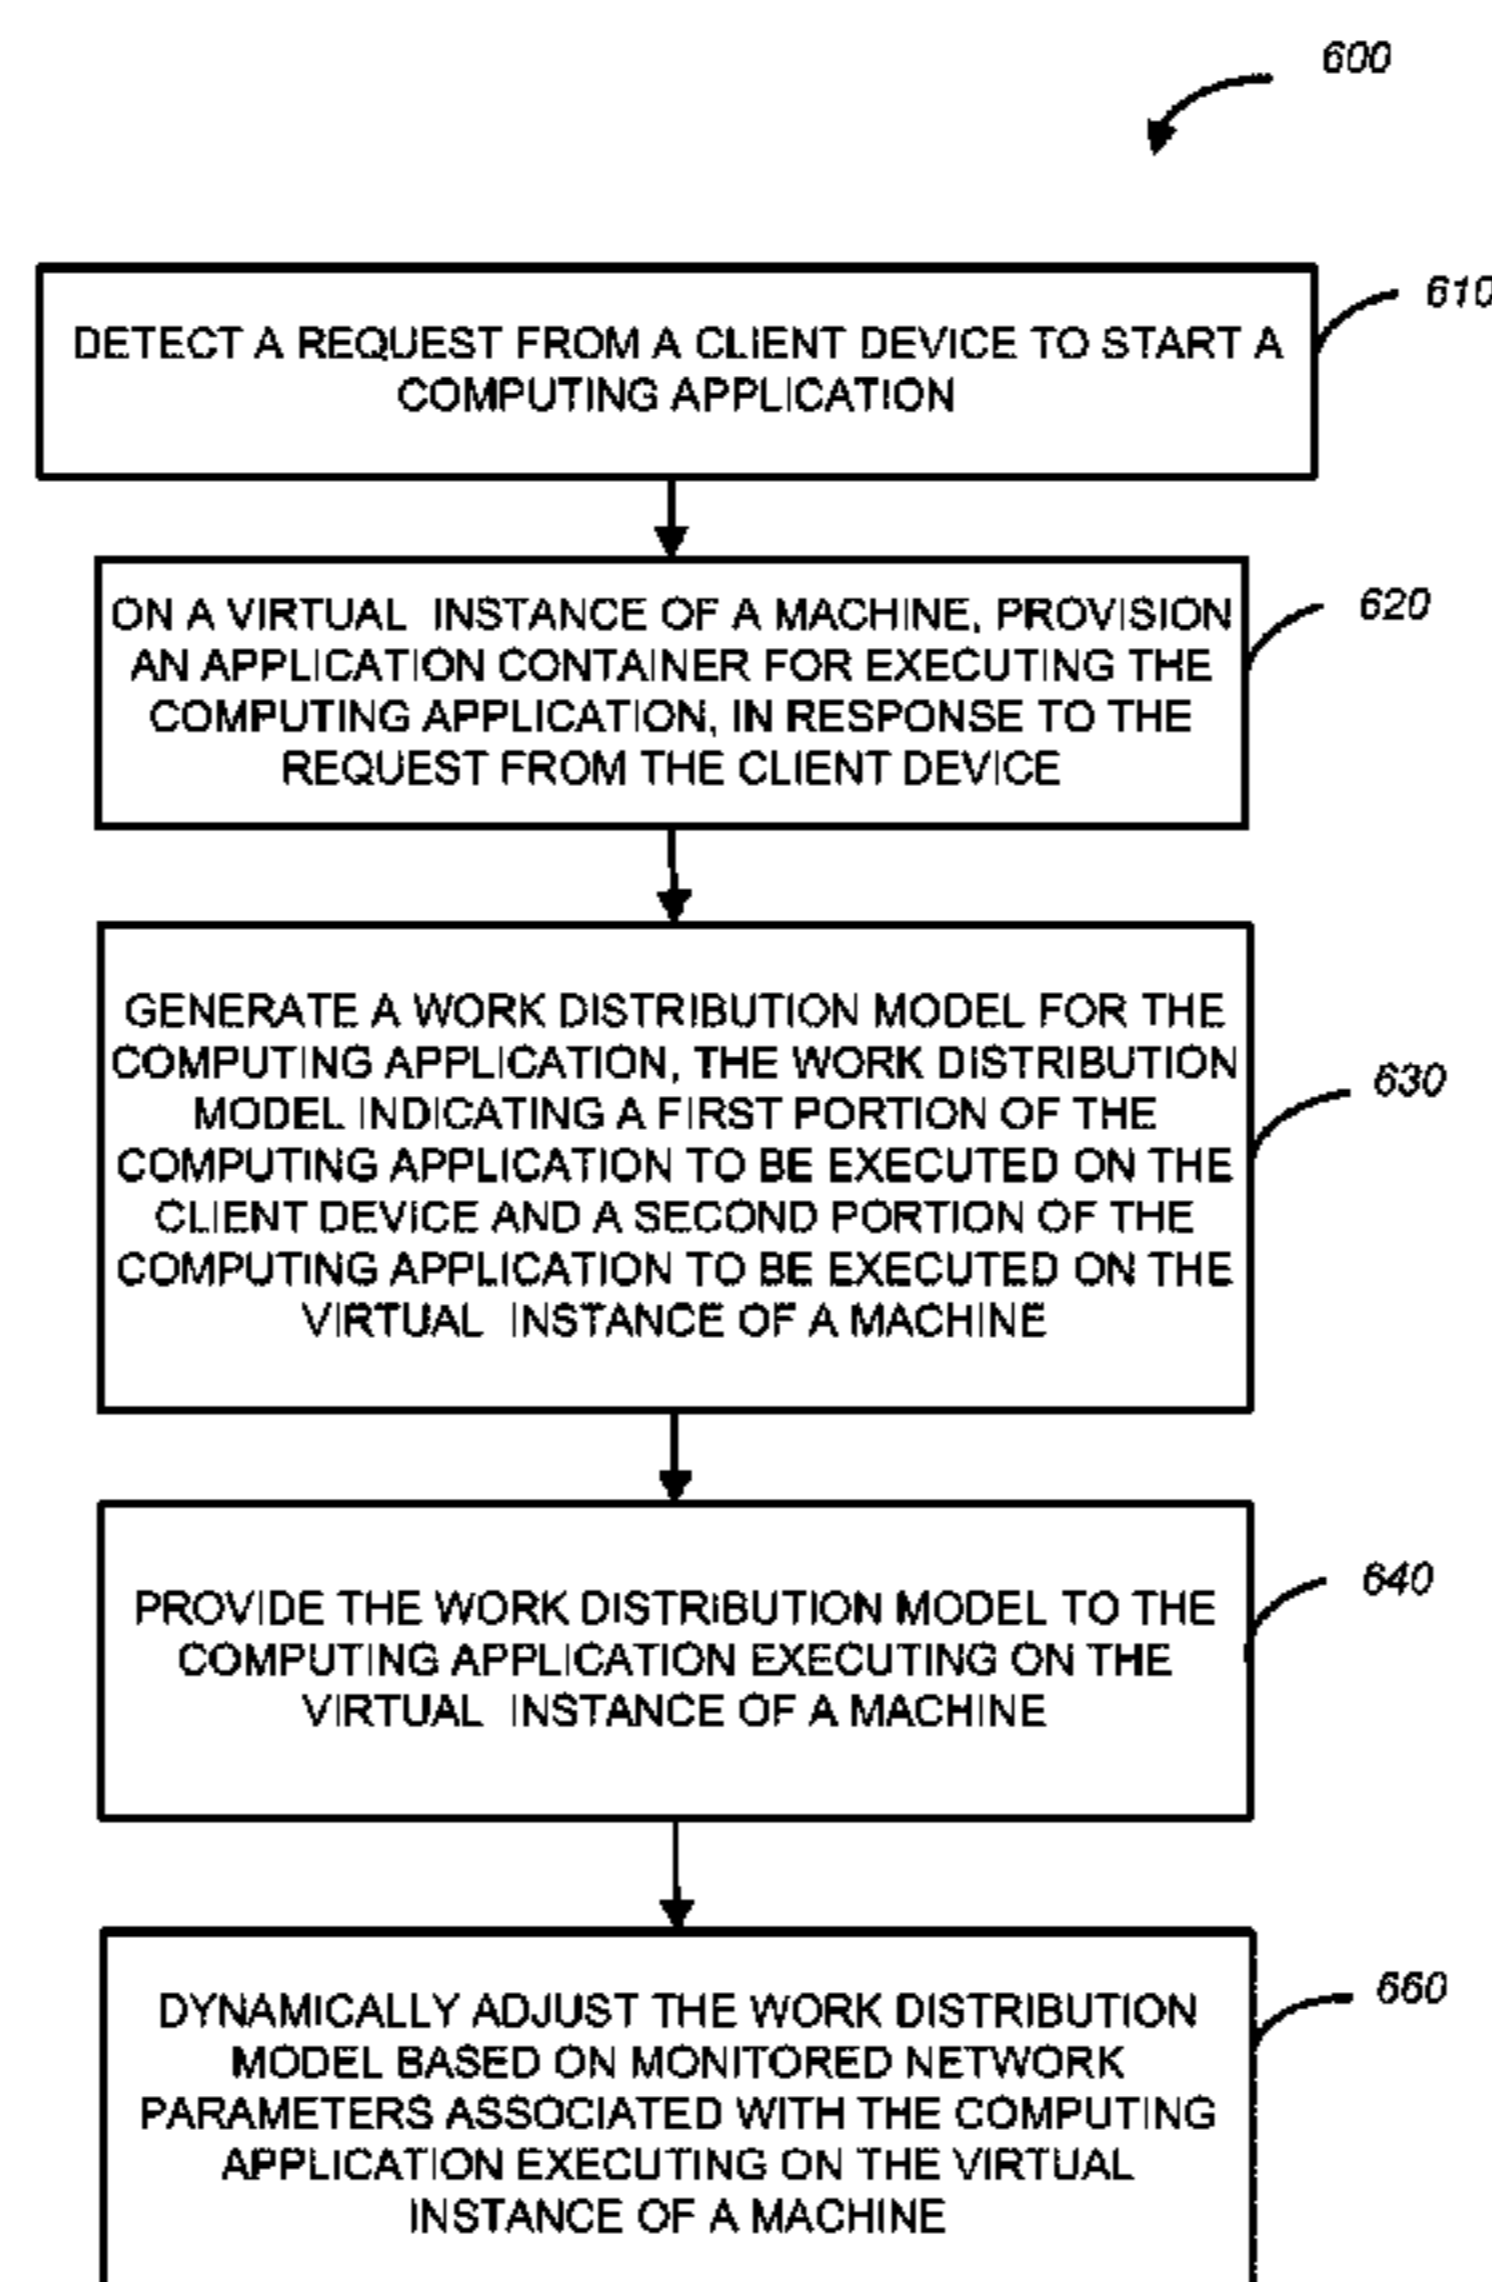 600
610
DETECT A REQUEST FROM A CLIENT DEVICE TO START A
COMPUTING APPLICATION
620
ON A VIRTUAL INSTANCE OF A MACHINE, PROVISION
AN APPLICATION CONTAINER FOR EXECUTING THE
COMPUTING APPLICATION, IN RESPONSE TO THE
REQUEST FROM THE CLIENT DEVICE
630
GENERATE A WORK DISTRIBUTION MODEL FOR THE
COMPUTING APPLICATION, THE WORK DISTRIBUTION
MODEL INDICATING A FIRST PORTION OF THE
COMPUTING APPLICATION TO BE EXECUTED ON THE
CLIENT DEVICE AND A SECOND PORTION OF THE
COMPUTING APPLICATION TO BE EXECUTED ON THE
VIRTUAL INSTANCE OF A MACHINE
640
PROVIDE THE WORK DISTRIBUTION MODEL TO THE
COMPUTING APPLICATION EXECUTING ON THE
VIRTUAL INSTANCE OF A MACHINE
660
DYNAMICALLY ADJUST THE WORK DISTRIBUTION
MODEL BASED ON MONITORED NETWORK
PARAMETERS ASSOCIATED WITH THE COMPUTING
APPLICATION EXECUTING ON THE VIRTUAL
INSTANCE OF A MACHINE